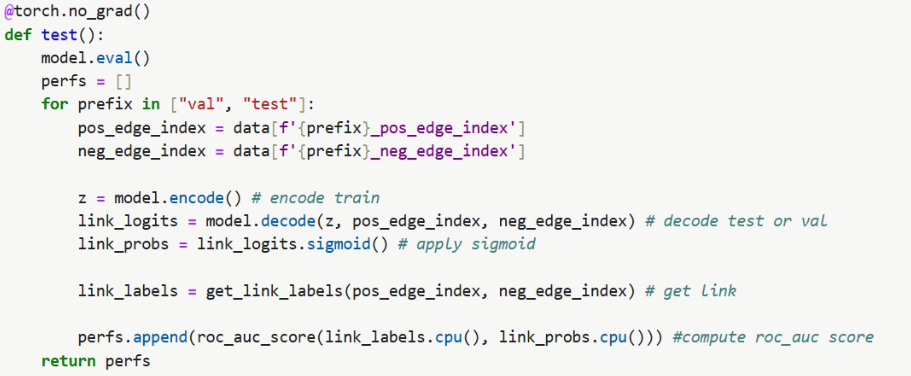 @torch.no_grad()
def test():
    model.eval()
    perfs = []
    for prefix in ["val", "test"]:
        pos_edge_index = data[f'{prefix}_pos_edge_index']
        neg_edge_index = data[f'{prefix}_neg_edge_index']

        z = model.encode() # encode train
        link_logits = model.decode(z, pos_edge_index, neg_edge_index) # decode test or val
        link_probs = link_logits.sigmoid() # apply sigmoid

        link_labels = get_link_labels(pos_edge_index, neg_edge_index) # get link

        perfs.append(roc_auc_score(link_labels.cpu(), link_probs.cpu())) #compute roc_auc score
    return perfs